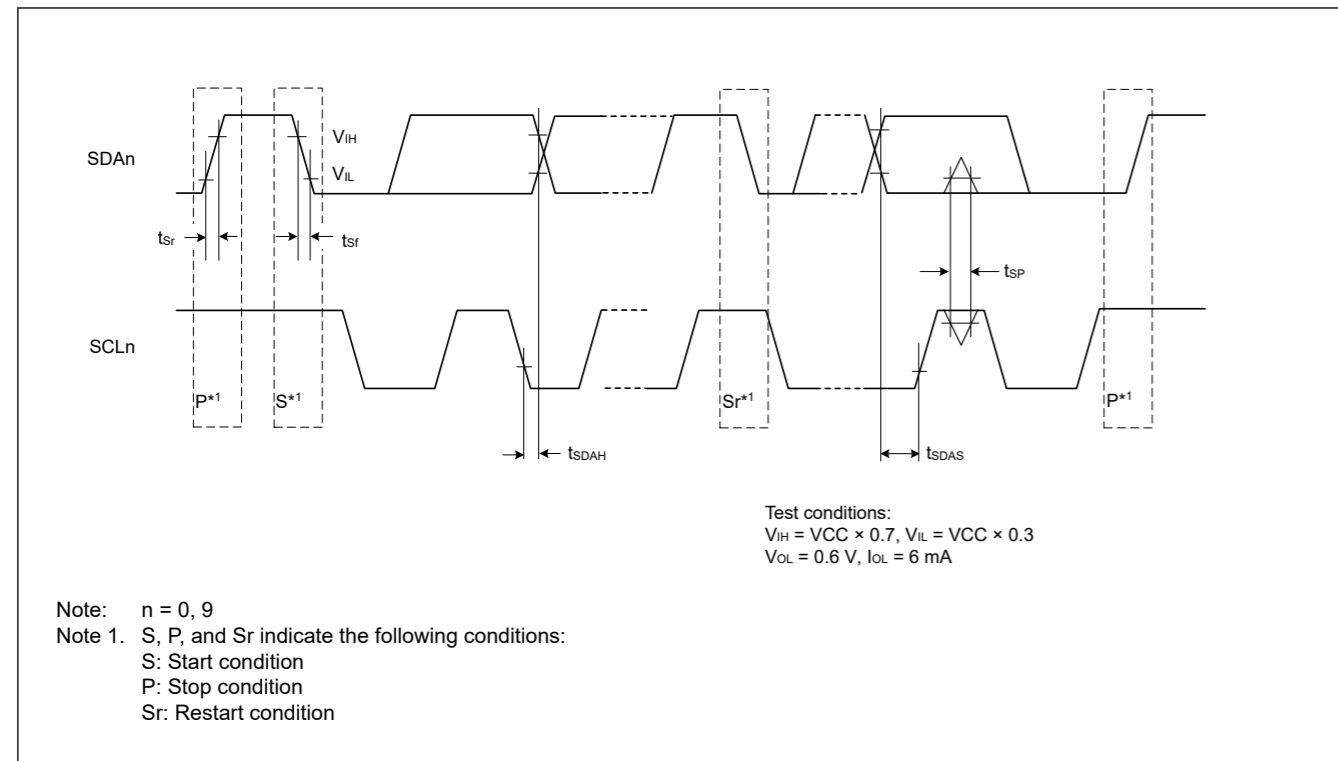 SDAn
VIH
VIL
tSr
tSf
tSP
SCLn
P*1
S*1
Sr*1
P*1
tSDAH
tSDAS
Test conditions:
VIH = VCC × 0.7, VIL = VCC × 0.3
VOL = 0.6 V, IOL = 6 mA
Note: n = 0, 9
Note 1. S, P, and Sr indicate the following conditions:
S: Start condition
P: Stop condition
Sr: Restart condition